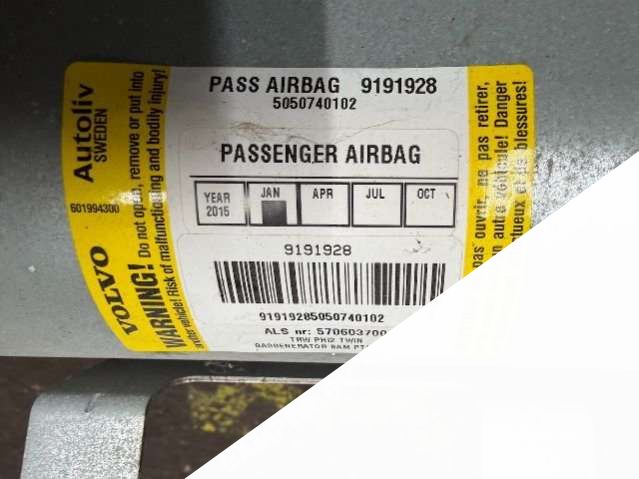 PASS AIRBAG 9191928
5050740102
PASSENGER AIRBAG
YEAR 2015 JAN APR JUL OCT
9191928
91919285050740102
ALS nr: 570603700
TRW PH2 TWIN
GASGENERATOR
Autoliv
SWEDEN
601994300
VOLVO
WARNING! Do not open, remove or put into
another vehicle! Risk of malfunctioning and bodily injury!
ouvrir, ne pas retirer,
un autre véhicule! Danger
blessures!